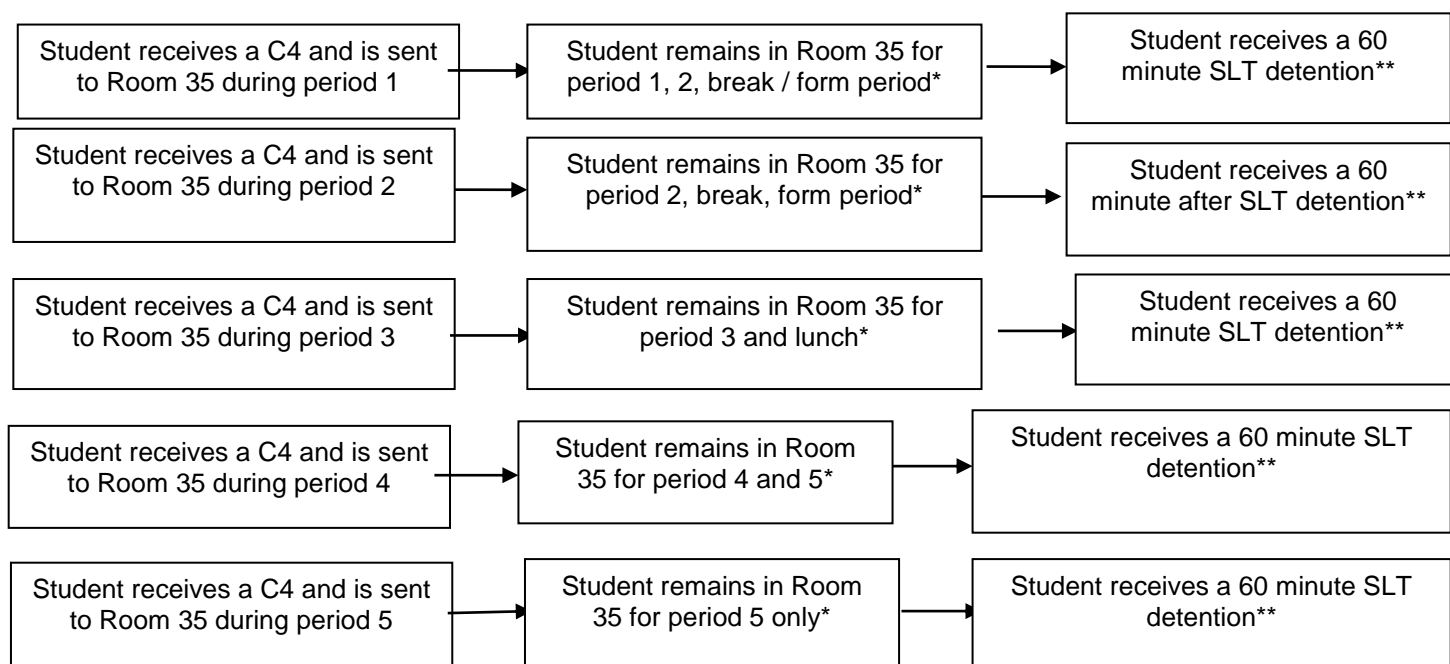 Student receives a C4 and is sent
to Room 35 during period 1
Student remains in Room 35 for
period 1, 2, break / form period*
Student receives a 60
minute SLT detention**
Student receives a C4 and is sent
to Room 35 during period 2
Student remains in Room 35 for
period 2, break, form period*
Student receives a 60
minute after SLT detention**
Student receives a C4 and is sent
to Room 35 during period 3
Student remains in Room 35 for
period 3 and lunch*
Student receives a 60
minute SLT detention**
Student receives a C4 and is sent
to Room 35 during period 4
Student remains in Room
35 for period 4 and 5*
Student receives a 60 minute SLT
detention**
Student receives a C4 and is sent
to Room 35 during period 5
Student remains in Room
35 for period 5 only*
Student receives a 60 minute SLT
detention**